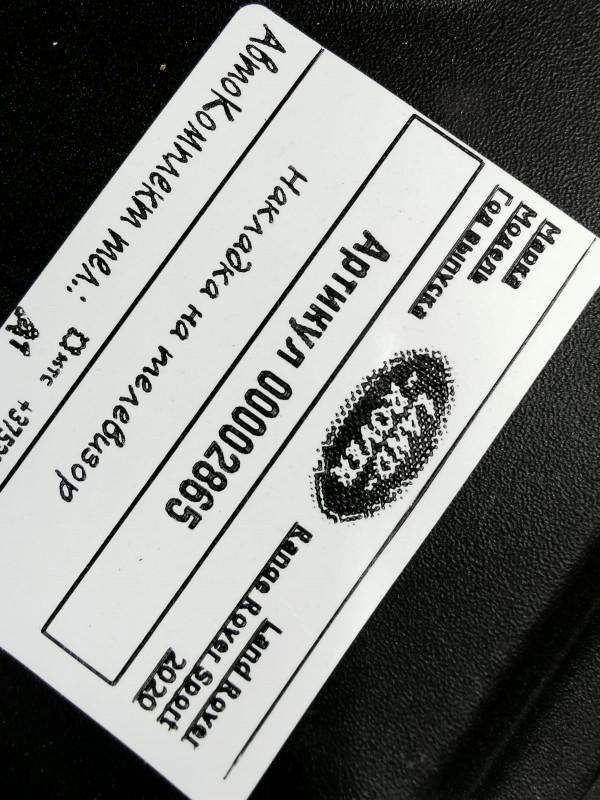 Марка Land Rover
Модель Range Rover Sport
Год выпуска 2020
LAND
ROVER
Артикул 00002865
Накладка на телевизор
АвтоКомплект тел.:
МТС
A1